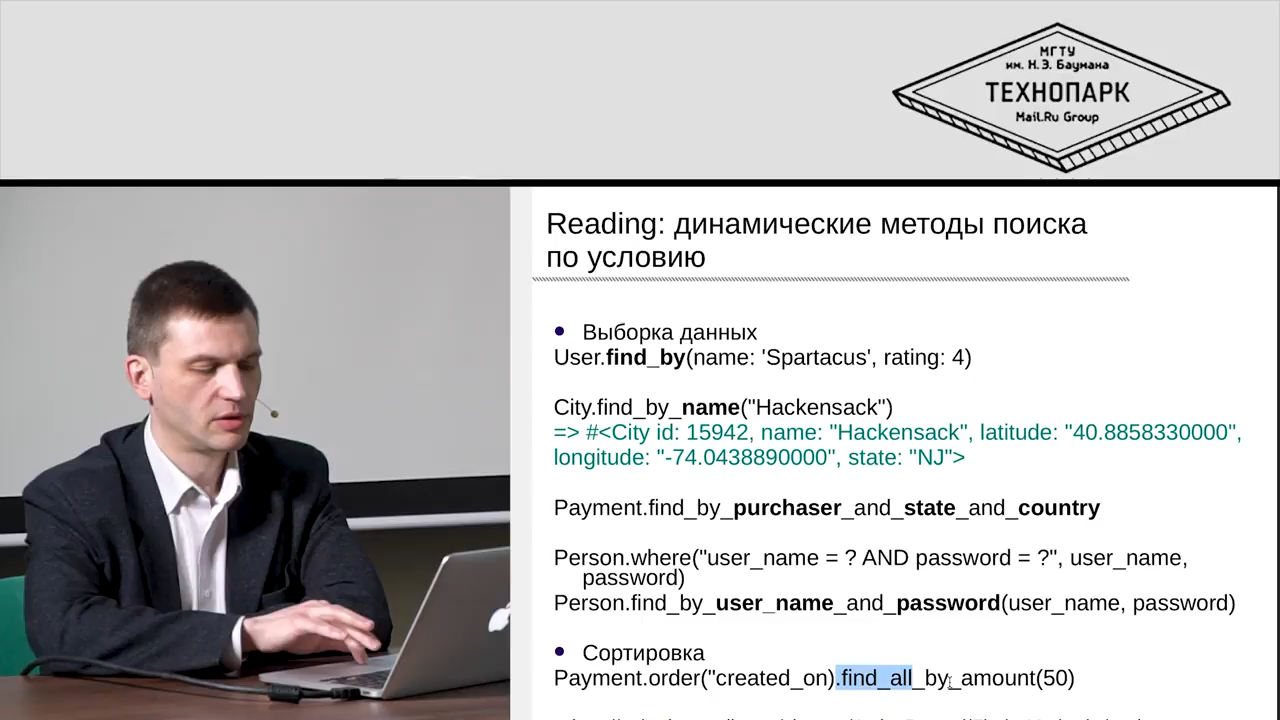 МГТУ
им. Н.Э. Баумана
ТЕХНОПАРК
Mail.Ru Group
Reading: динамические методы поиска
по условию
Выборка данных
User.find_by(name: 'Spartacus', rating: 4)
City.find_by_name("Hackensack")
=> #<City id: 15942, name: "Hackensack", latitude: "40.8858330000",
longitude: "-74.0438890000", state: "NJ">
Payment.find_by_purchaser_and_state_and_country
Person.where("user_name = ? AND password = ?", user_name,
password)
Person.find_by_user_name_and_password(user_name, password)
Сортировка
Payment.order("created_on).find_all_by_amount(50)